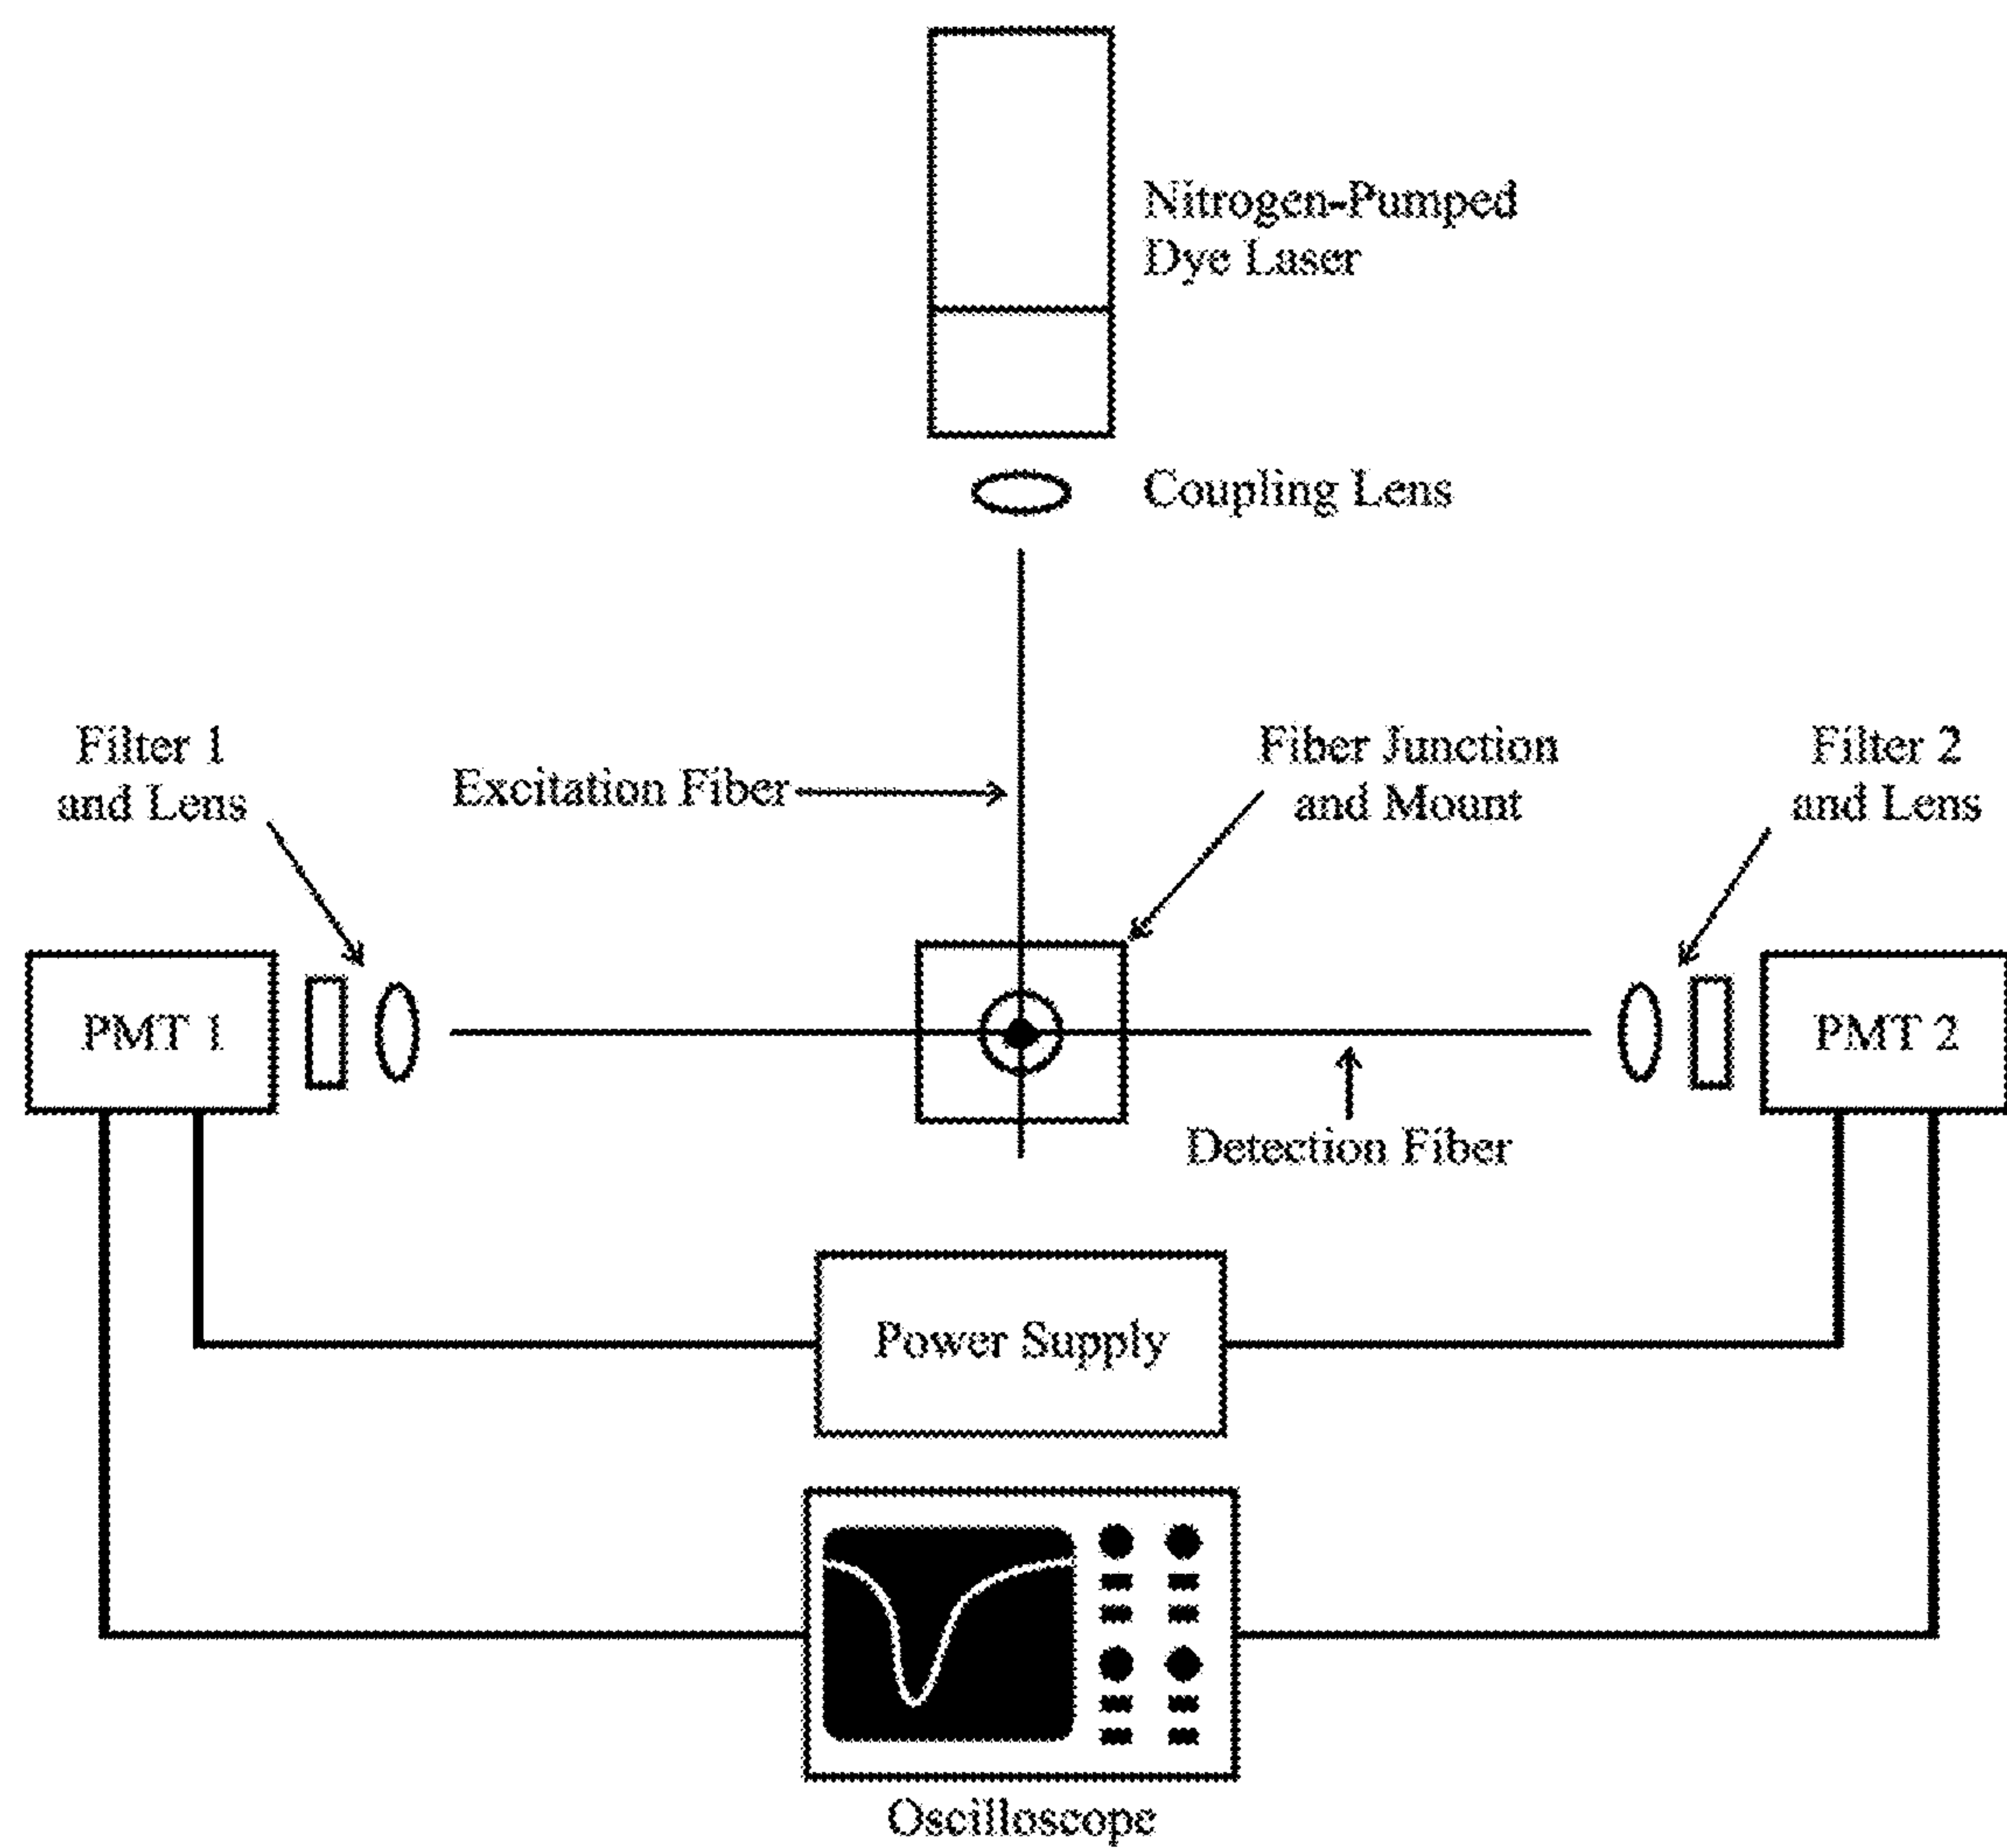 Nitrogen-Pumped
Dye Laser
Coupling Lens
Filter 1
and Lens
Excitation Fiber
Fiber Junction
and Mount
Filter 2
and Lens
PMT 1
PMT 2
Detection Fiber
Power Supply
Oscilloscope